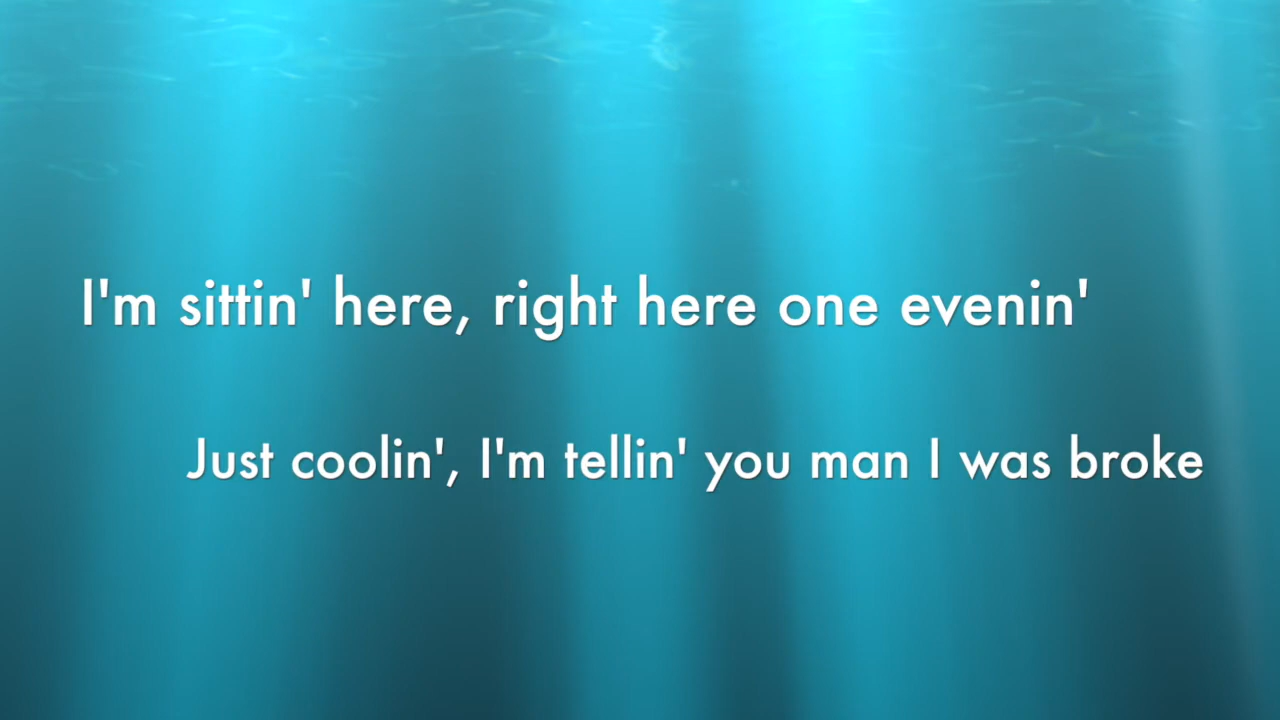 I'm sittin' here, right here one evenin'
Just coolin', I'm tellin' you man I was broke